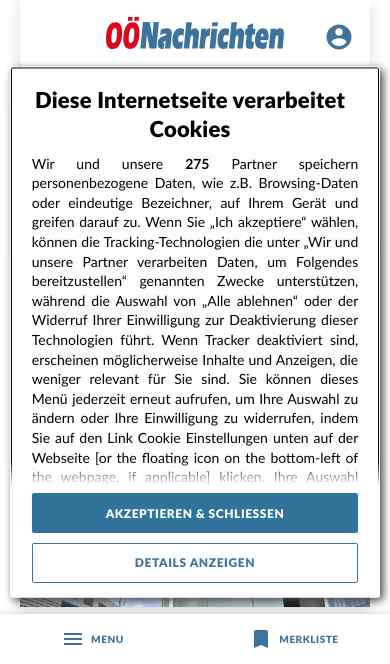 OÖNachrichten
Diese Internetseite verarbeitet
Cookies
Wir und unsere 275 Partner speichern
personenbezogene Daten, wie z.B. Browsing-Daten
oder eindeutige Bezeichner, auf Ihrem Gerät und
greifen darauf zu. Wenn Sie „Ich akzeptiere“ wählen,
können die Tracking-Technologien die unter „Wir und
unsere Partner verarbeiten Daten, um Folgendes
bereitzustellen“ genannten Zwecke unterstützen,
während die Auswahl von „Alle ablehnen“ oder der
Widerruf Ihrer Einwilligung zur Deaktivierung dieser
Technologien führt. Wenn Tracker deaktiviert sind,
erscheinen möglicherweise Inhalte und Anzeigen, die
weniger relevant für Sie sind. Sie können dieses
Menü jederzeit erneut aufrufen, um Ihre Auswahl zu
ändern oder Ihre Einwilligung zu widerrufen, indem
Sie auf den Link Cookie Einstellungen unten auf der
Webseite [or the floating icon on the bottom-left of
the webpage, if applicable] klicken. Ihre Auswahl
AKZEPTIEREN & SCHLIESSEN
DETAILS ANZEIGEN
MENU
MERKLISTE